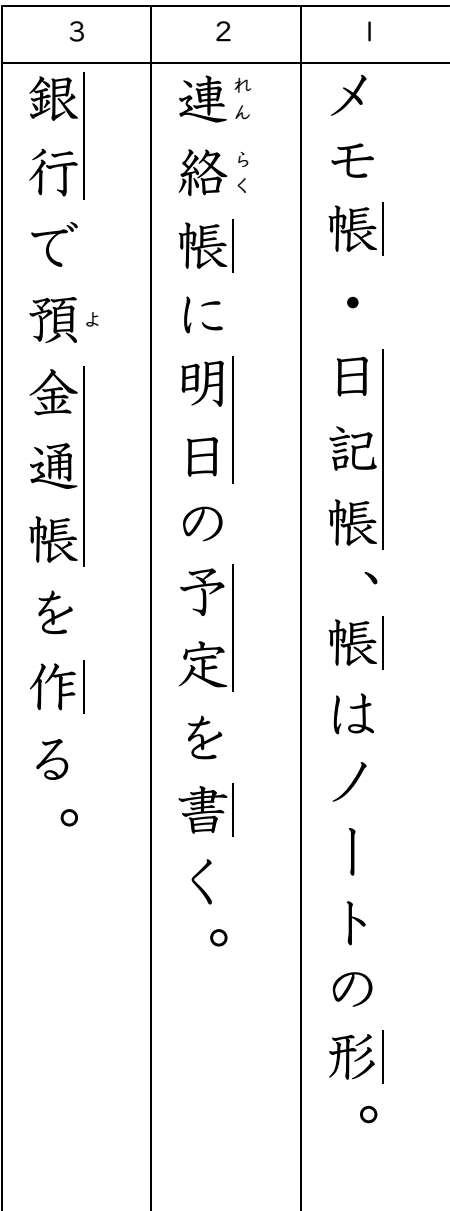 1
メモ帳・日記帳、帳はノートの形。
2
連絡帳に明日の予定を書く。
れん
らく
3
銀行で預金通帳を作る。
よ